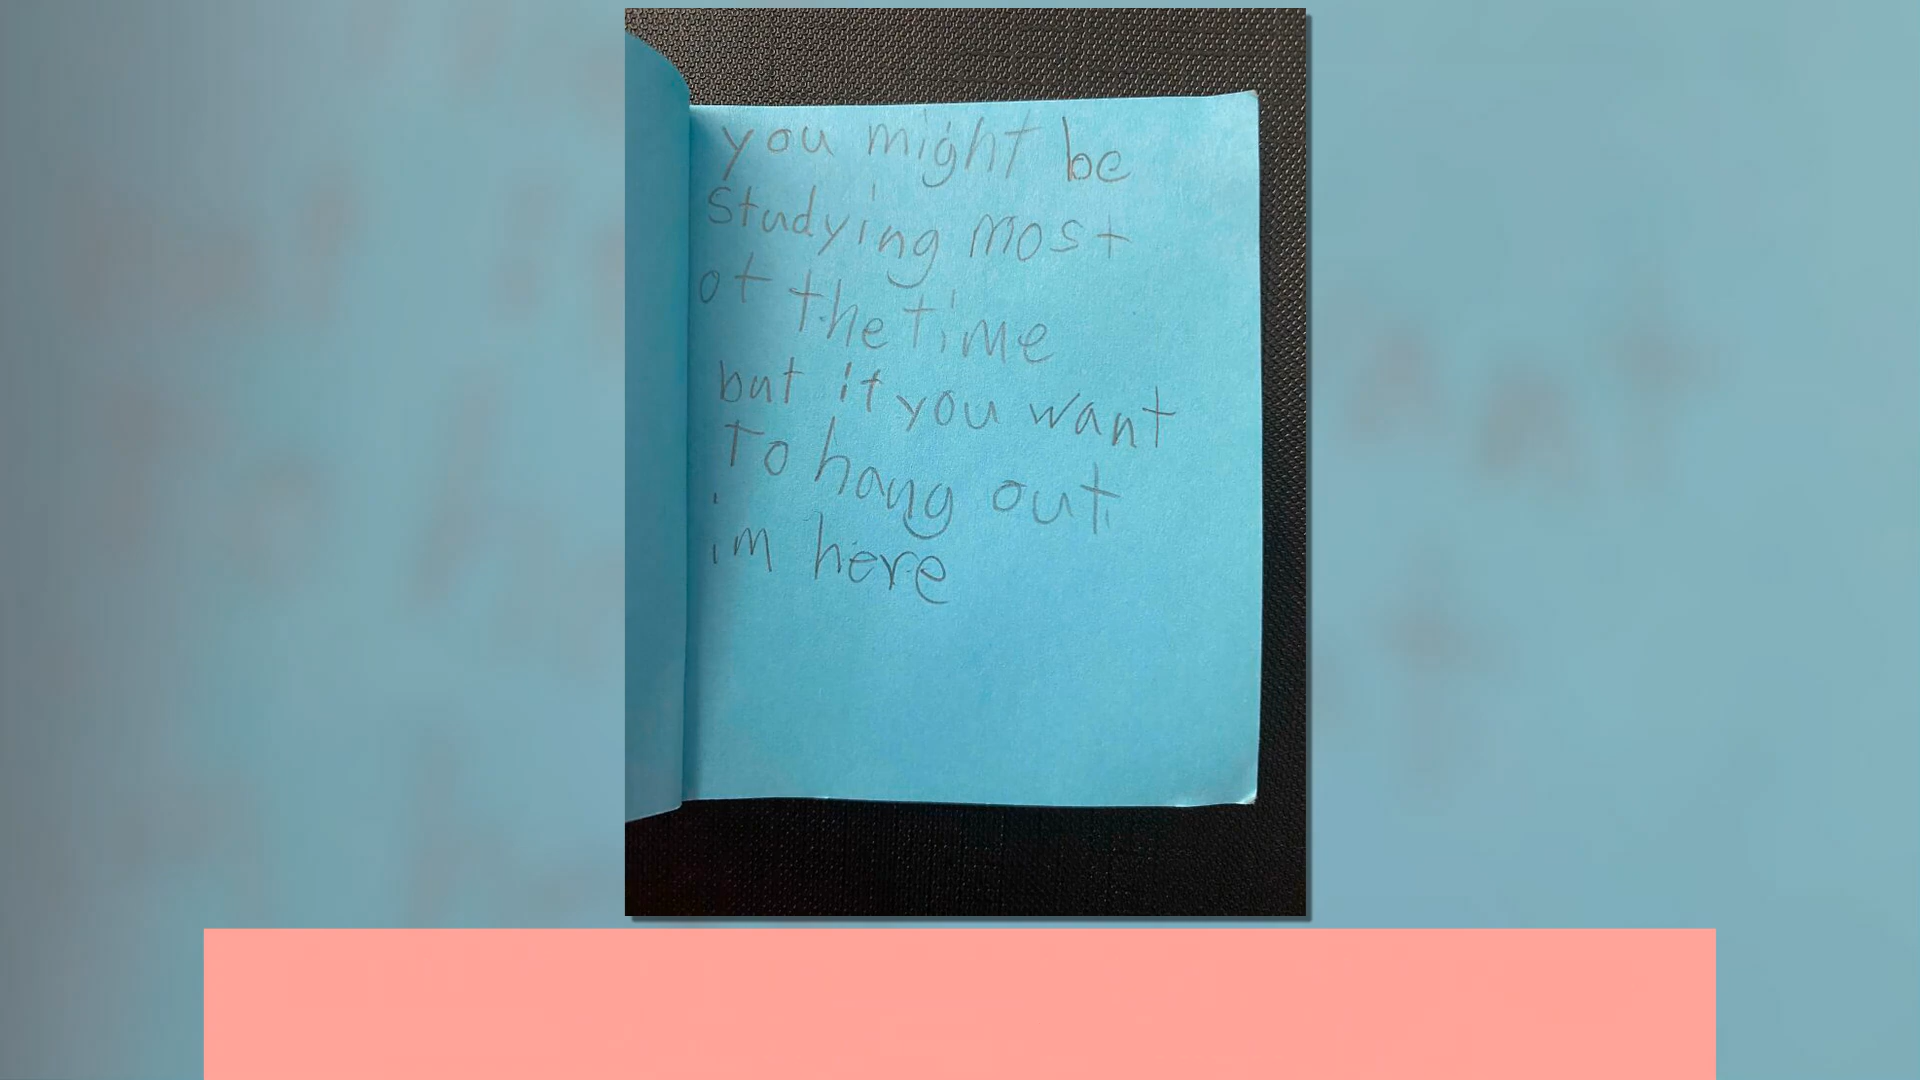 you might be
studying most
of the time
but if you want
to hang out
im here